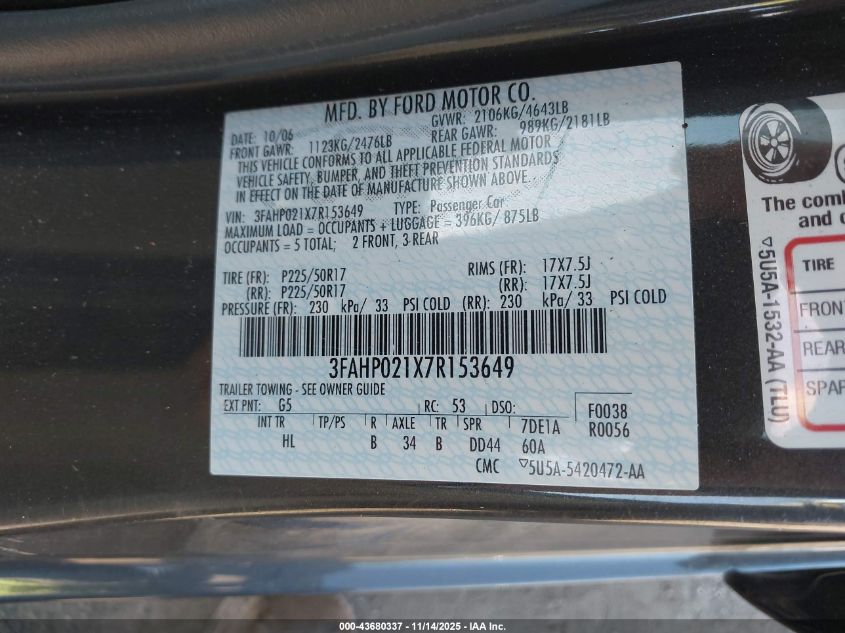 MFD. BY FORD MOTOR CO.
DATE: 10/06 GVWR: 2106KG/4643LB
FRONT GAWR: 1123KG/2476LB REAR GAWR: 989KG/2181LB
THIS VEHICLE CONFORMS TO ALL APPLICABLE FEDERAL MOTOR
VEHICLE SAFETY, BUMPER, AND THEFT PREVENTION STANDARDS
IN EFFECT ON THE DATE OF MANUFACTURE SHOWN ABOVE.
VIN: 3FAHP021X7R153649 TYPE: Passenger Car
MAXIMUM LOAD = OCCUPANTS + LUGGAGE = 396KG/ 875LB
OCCUPANTS = 5 TOTAL; 2 FRONT, 3 REAR
TIRE (FR): P225/50R17 RIMS (FR): 17X7.5J
(RR): P225/50R17 (RR): 17X7.5J
PRESSURE (FR): 230 kPa/ 33 PSI COLD (RR): 230 kPa/ 33 PSI COLD
3FAHP021X7R153649
TRAILER TOWING - SEE OWNER GUIDE
EXT PNT: G5 RC: 53 DSO: F0038
INT TR TP/PS R AXLE TR SPR 7DE1A R0056
HL B 34 B DD44 60A
CMC ▽5U5A-5420472-AA
The comb
and c
▽5U5A-1532-AA (TLU)
TIRE
FRONT
REAR
SPAR
000-43680337 - 11/14/2025 - IAA Inc.